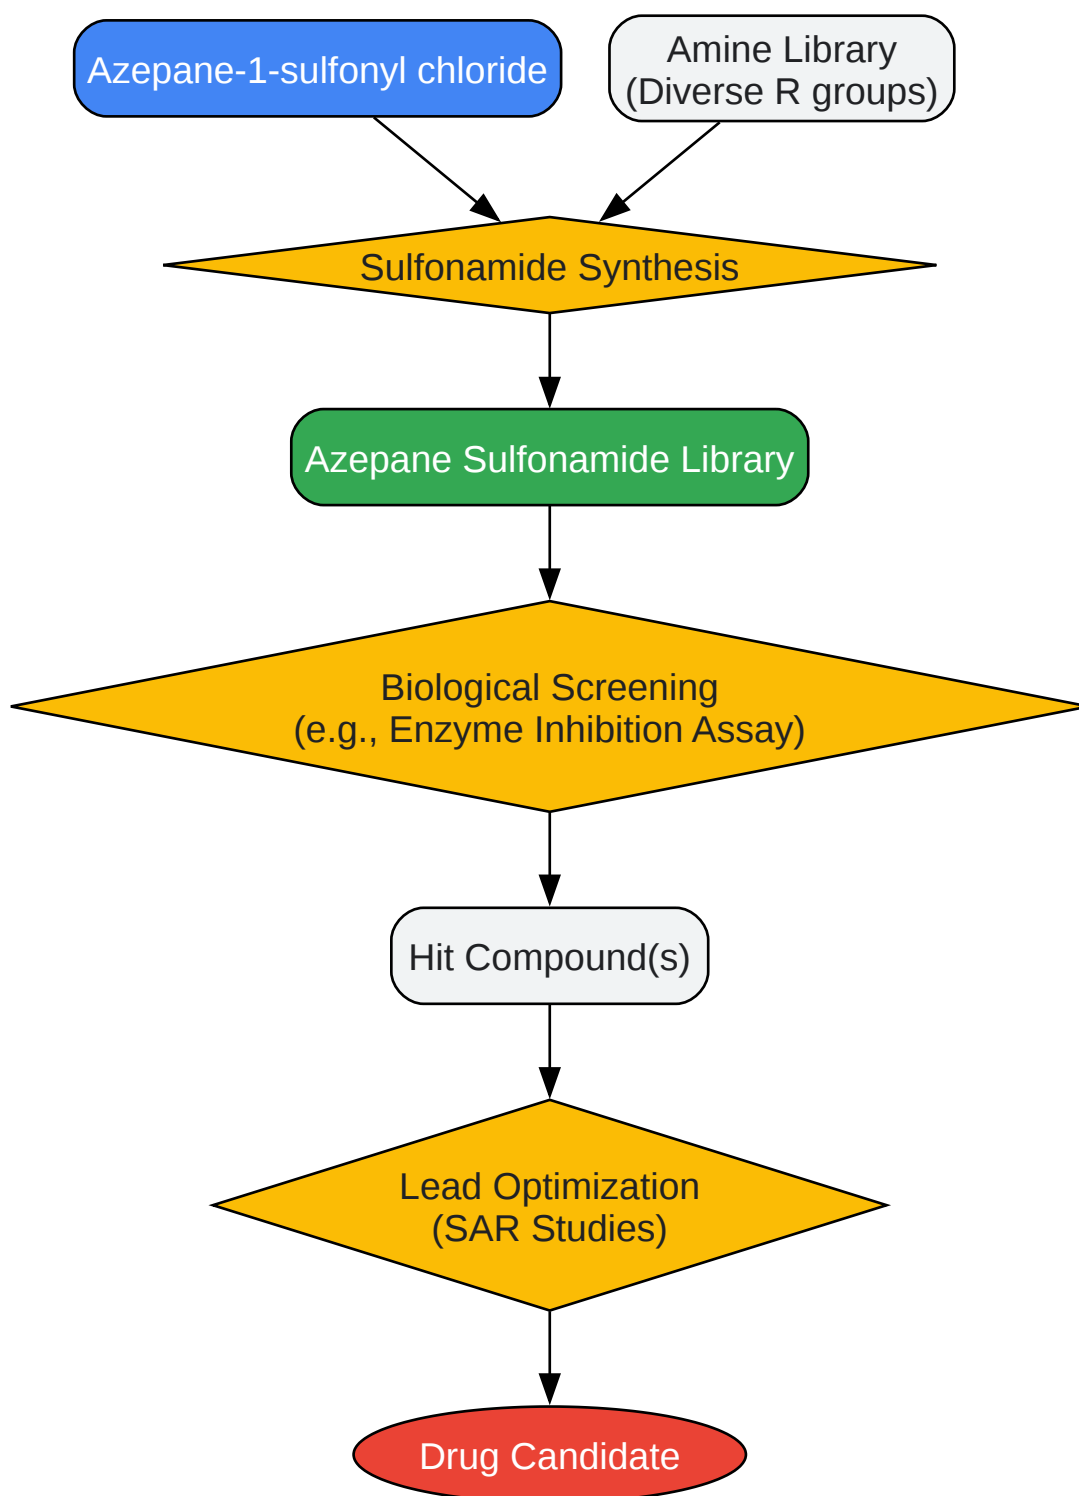 Azepane-1-sulfonyl chloride
Amine Library
(Diverse R groups)
Sulfonamide Synthesis
Azepane Sulfonamide Library
Biological Screening
(e.g., Enzyme Inhibition Assay)
Hit Compound(s)
Lead Optimization
(SAR Studies)
Drug Candidate